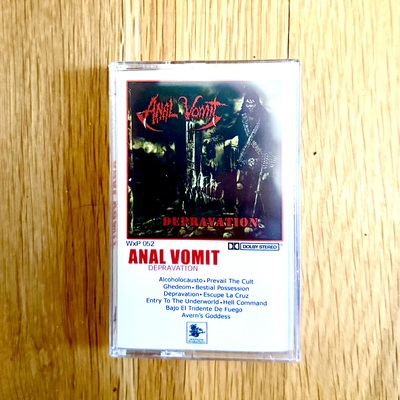 ANAL VOMIT
DEPRAVATION
WxP 052
DOLBY STEREO
ANAL VOMIT
DEPRAVATION
Alcoholocausto • Prevail The Cult
Ghedeom • Bestial Possession
Depravation • Escupe La Cruz
Entry To The Underworld • Hell Command
Bajo El Tridente De Fuego
Avern's Goddess